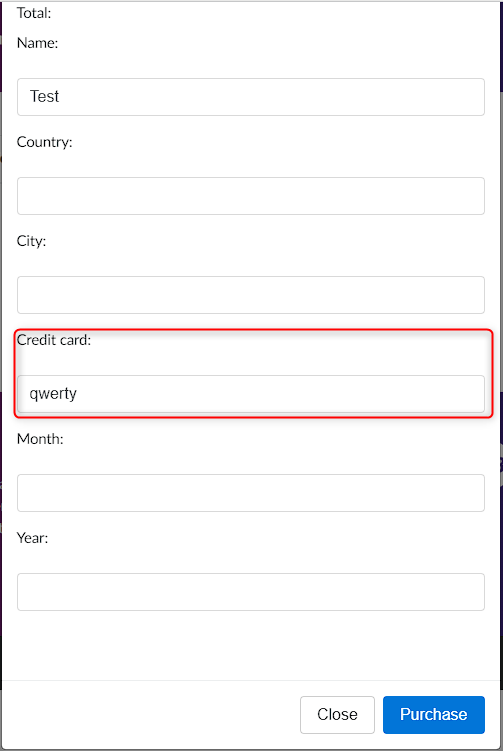 Total:
Name:
Test
Country:
City:
Credit card:
qwerty
Month:
Year:
Close Purchase